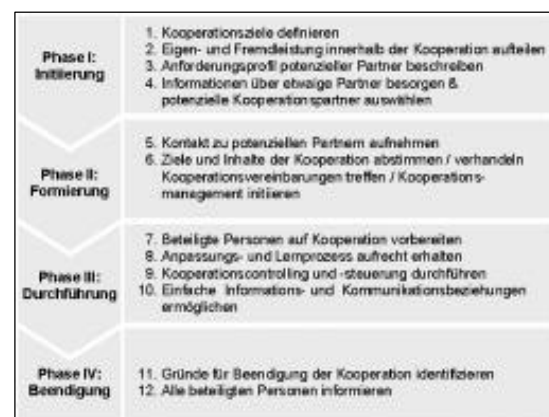 Phase I:
Initiierung
1. Kooperationsziele definieren
2. Eigen- und Fremdleistung innerhalb der Kooperation aufteilen
3. Anforderungsprofil potenzieller Partner beschreiben
4. Informationen über etwaige Partner besorgen &
potenzielle Kooperationspartner auswählen
Phase II:
Formierung
5. Kontakt zu potenziellen Partnern aufnehmen
6. Ziele und Inhalte der Kooperation abstimmen / verhandeln
Kooperationsvereinbarungen treffen / Kooperations-
management initiieren
Phase III:
Durchführung
7. Beteiligte Personen auf Kooperation vorbereiten
8. Anpassungs- und Lernprozess aufrecht erhalten
9. Kooperationscontrolling und -steuerung durchführen
10. Einfache Informations- und Kommunikationsbeziehungen
ermöglichen
Phase IV:
Beendigung
11. Gründe für Beendigung der Kooperation identifizieren
12. Alle beteiligten Personen informieren